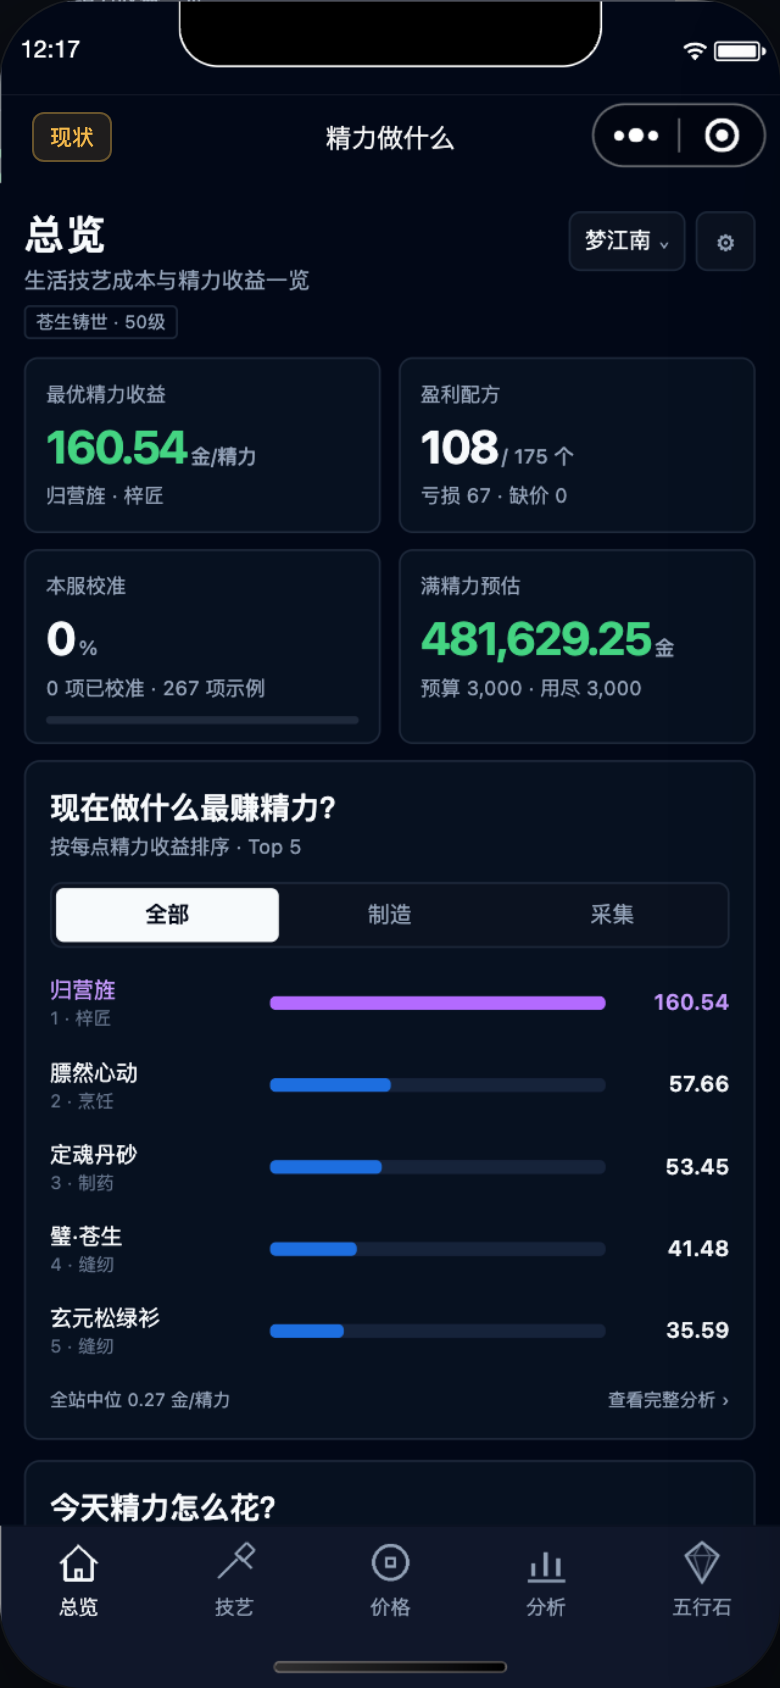 12:17
现状
精力做什么
总览
梦江南
生活技艺成本与精力收益一览
苍生铸世 · 50级
最优精力收益
160.54金/精力
归营旌 · 梓匠
盈利配方
108/ 175 个
亏损 67 · 缺价 0
本服校准
0%
0 项已校准 · 267 项示例
满精力预估
481,629.25金
预算 3,000 · 用尽 3,000
现在做什么最赚精力?
按每点精力收益排序 · Top 5
全部
制造
采集
归营旌
1 · 梓匠
160.54
膘然心动
2 · 烹饪
57.66
定魂丹砂
3 · 制药
53.45
璧·苍生
4 · 缝纫
41.48
玄元松绿衫
5 · 缝纫
35.59
全站中位 0.27 金/精力
查看完整分析 ›
今天精力怎么花?
总览
技艺
价格
分析
五行石